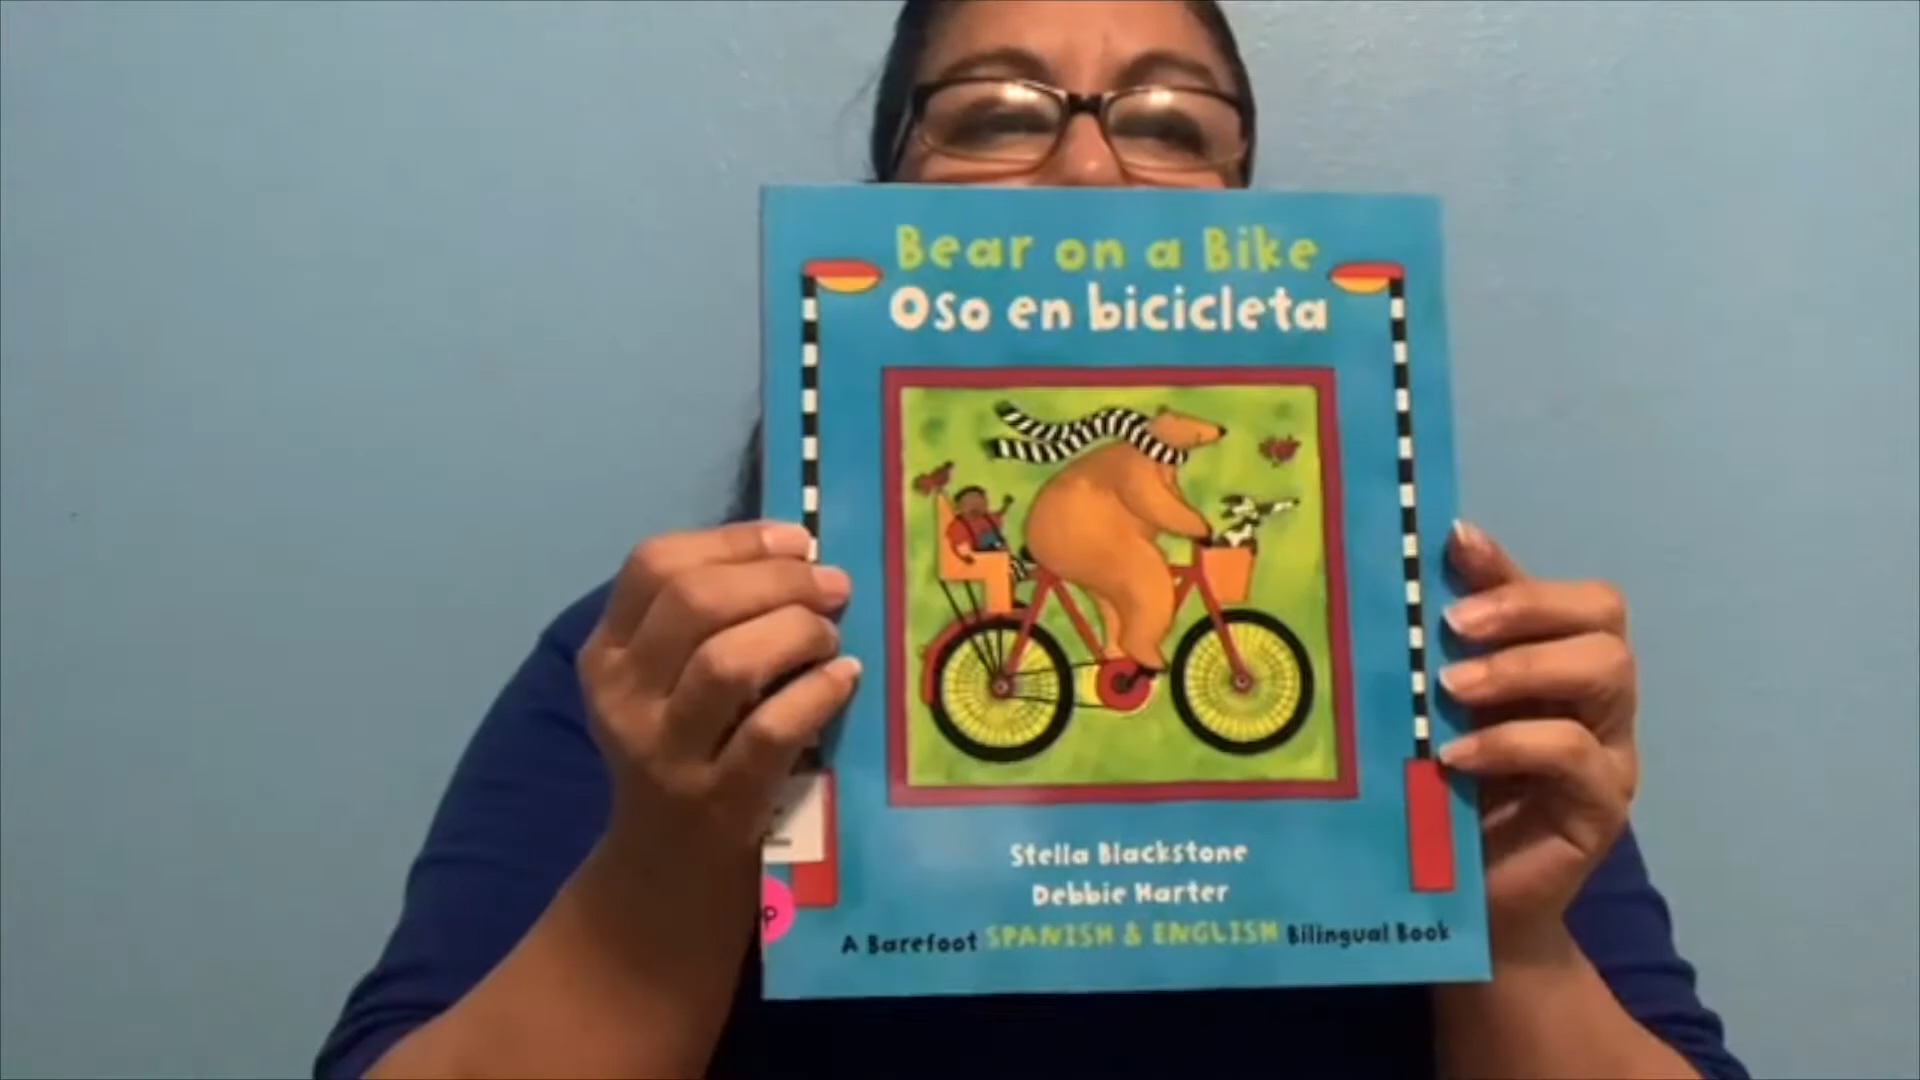 Bear on a Bike
Oso en bicicleta
Stella Blackstone
Debbie Harter
A Barefoot SPANISH & ENGLISH Bilingual Book
P